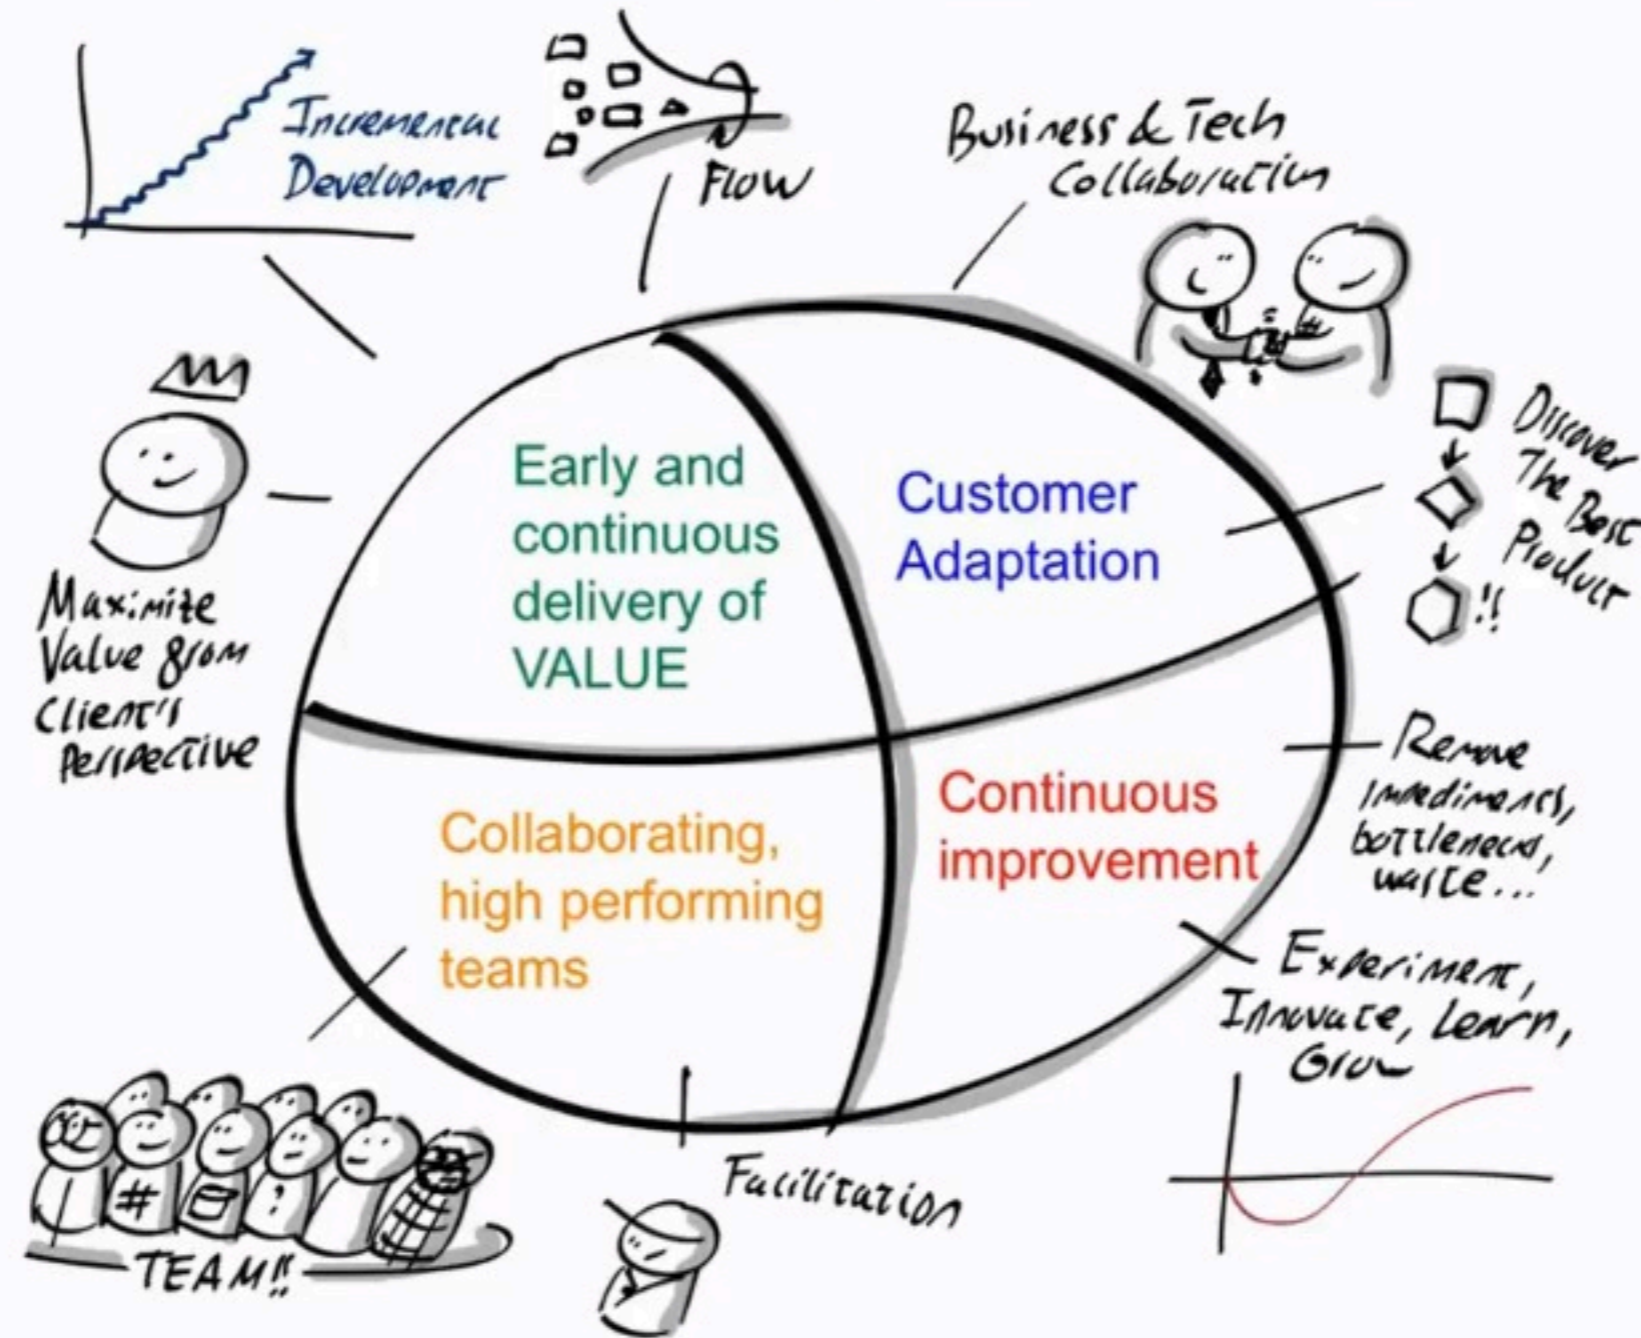 Incremental
Development
Flow
Business & Tech
Collaboration
Discover
The Best
Product
!!
Early and
continuous
delivery of
VALUE
Customer
Adaptation
Maximize
Value from
Client's
Perspective
Remove
Impediments,
bottlenecks,
waste...
Collaborating,
high performing
teams
Continuous
improvement
Experiment,
Innovate, Learn,
Grow
#
?
TEAM!!
Facilitation